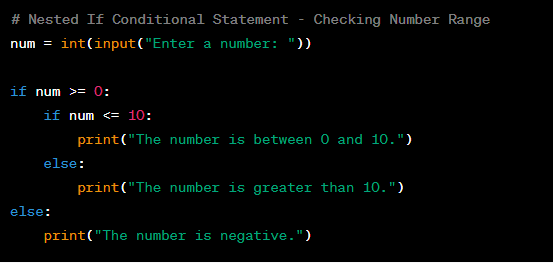 # Nested If Conditional Statement - Checking Number Range
num = int(input("Enter a number: "))
if num >= 0:
    if num <= 10:
        print("The number is between 0 and 10.")
    else:
        print("The number is greater than 10.")
else:
    print("The number is negative.")